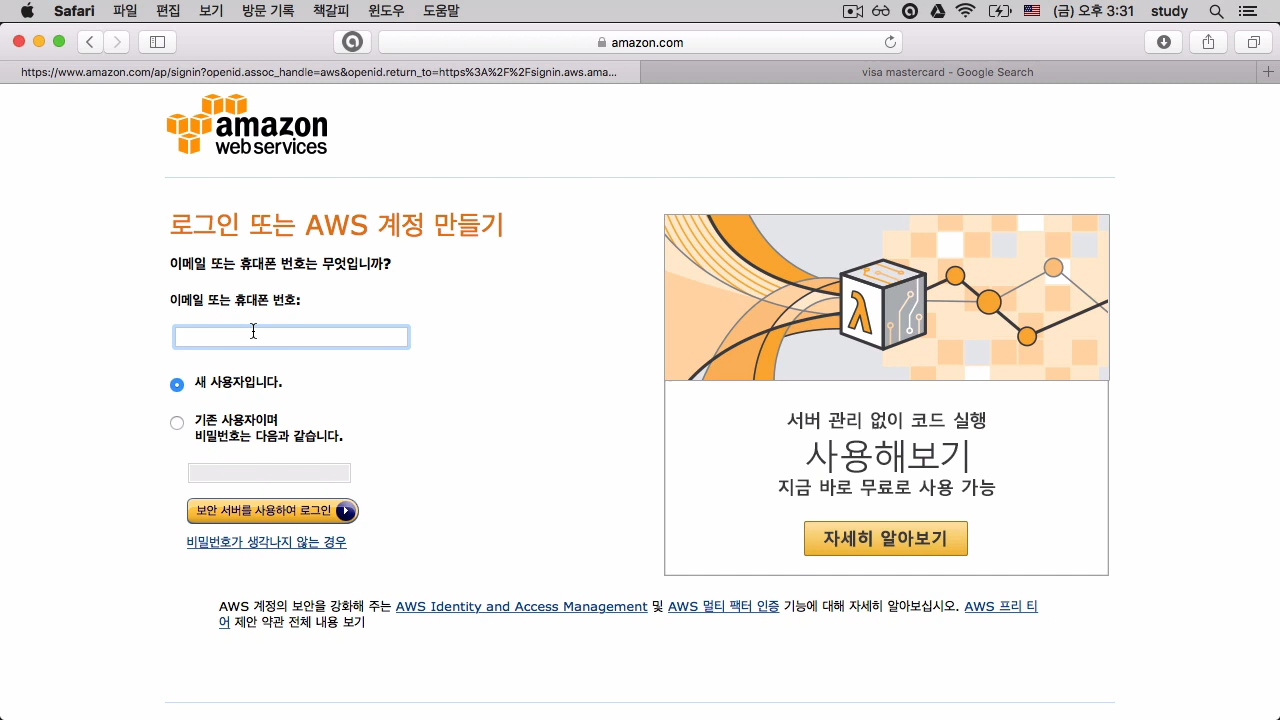 Safari 파일 편집 보기 방문 기록 책갈피 윈도우 도움말 (금) 오후 3:31 study
amazon.com
https://www.amazon.com/ap/signin?openid.assoc_handle=aws&openid.return_to=https%3A%2F%2Fsignin.aws.ama...
visa mastercard - Google Search
amazon
web services
로그인 또는 AWS 계정 만들기
이메일 또는 휴대폰 번호는 무엇입니까?
이메일 또는 휴대폰 번호:
새 사용자입니다.
기존 사용자이며
비밀번호는 다음과 같습니다.
보안 서버를 사용하여 로그인
비밀번호가 생각나지 않는 경우
서버 관리 없이 코드 실행
사용해보기
지금 바로 무료로 사용 가능
자세히 알아보기
AWS 계정의 보안을 강화해 주는 AWS Identity and Access Management 및 AWS 멀티 팩터 인증 기능에 대해 자세히 알아보십시오. AWS 프리 티
어 제안 약관 전체 내용 보기